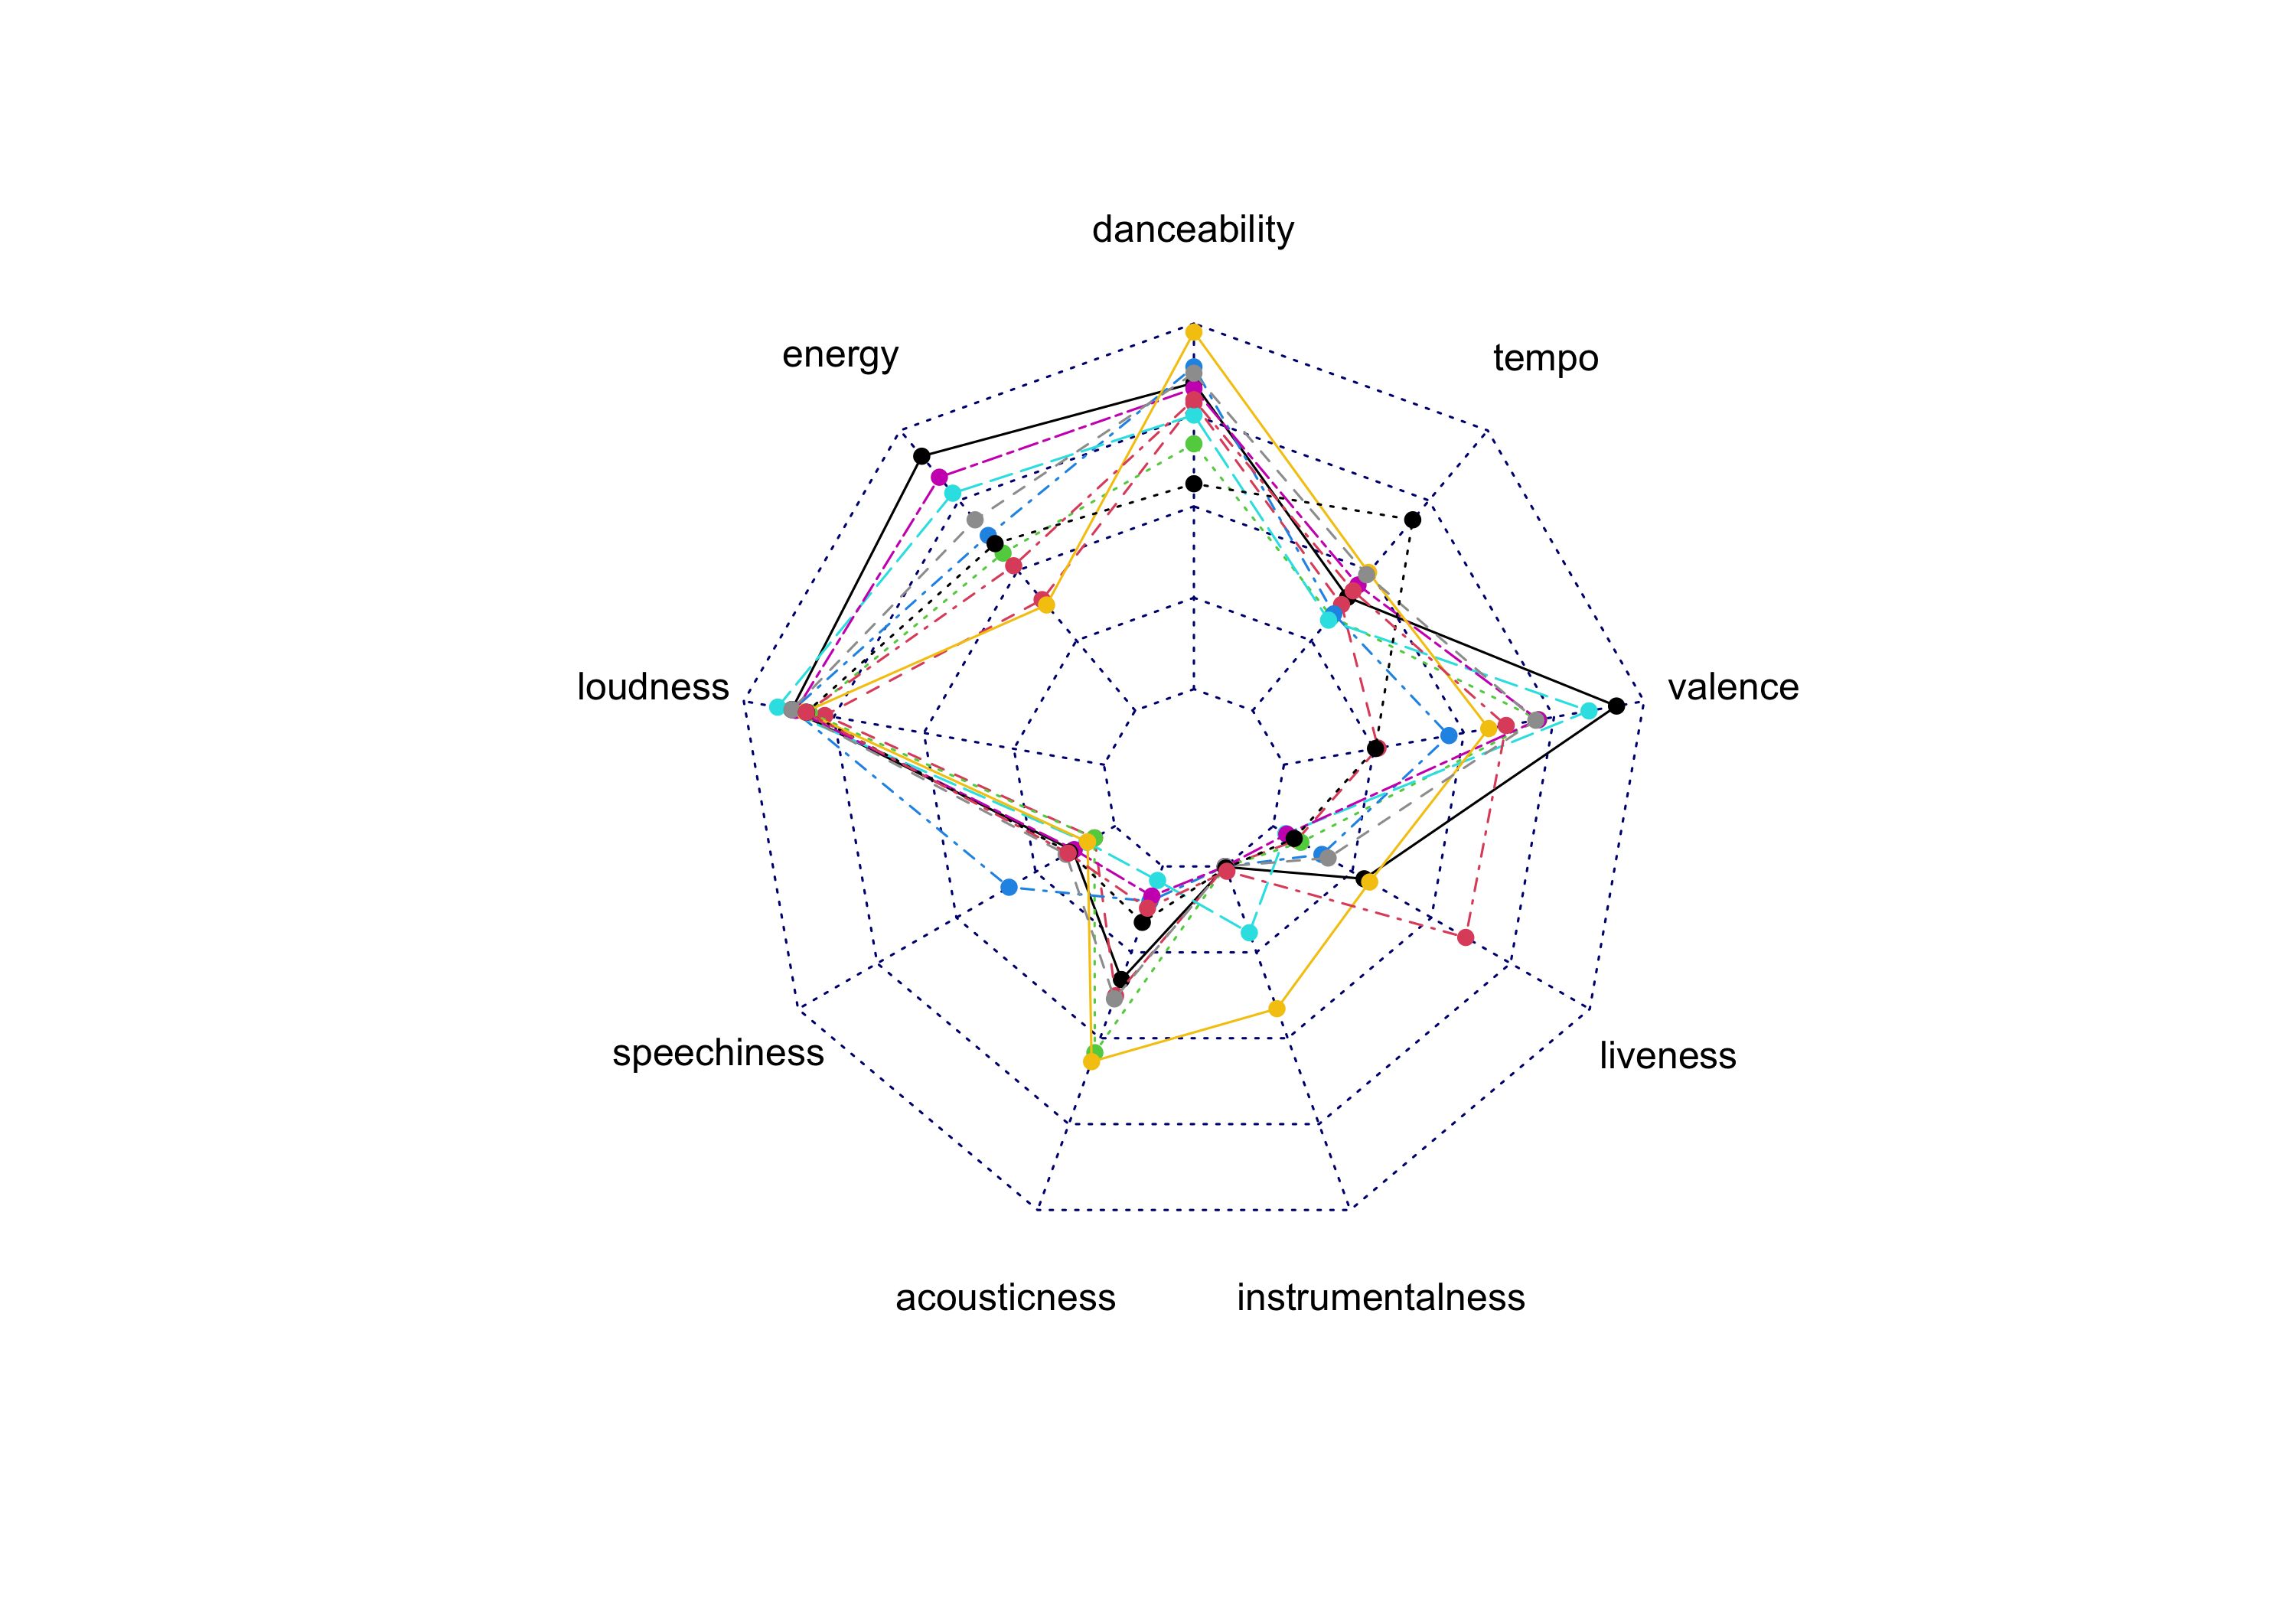 danceability
energy
tempo
loudness
valence
speechiness
liveness
acousticness
instrumentalness